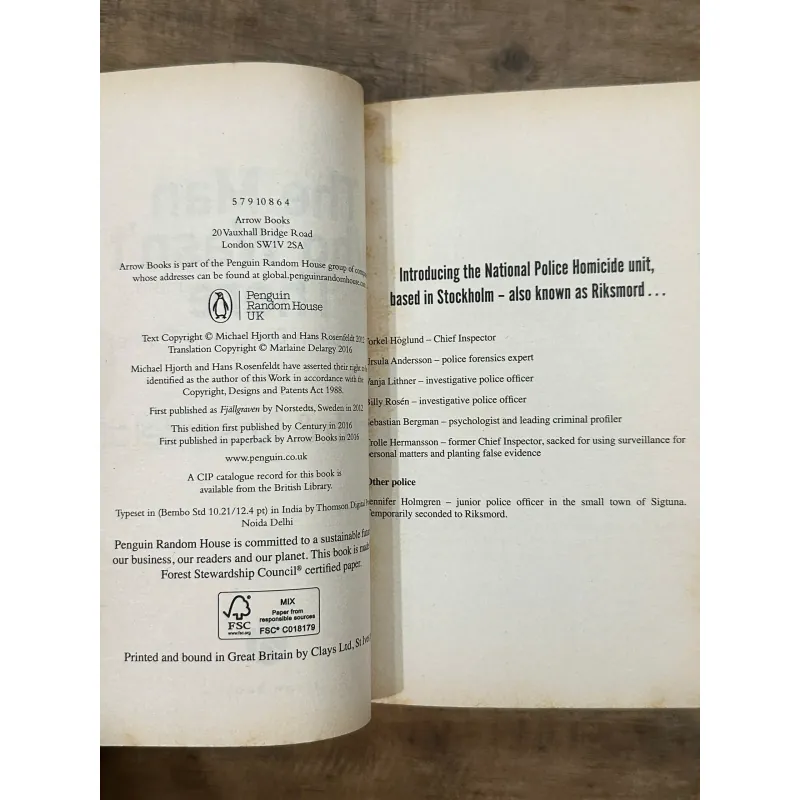 5 7 9 10 8 6 4
Arrow Books
20 Vauxhall Bridge Road
London SW1V 2SA
Arrow Books is part of the Penguin Random House group of
whose addresses can be found at global.penguinrandomhouse.
Penguin
Random House
UK
Text Copyright © Michael Hjorth and Hans Rosenfeldt 2012
Translation Copyright © Marlaine Delargy 2016
Michael Hjorth and Hans Rosenfeldt have asserted their right
identified as the author of this Work in accordance with the
Copyright, Designs and Patents Act 1988.
First published as Fjällgraven by Norstedts, Sweden in 2012
This edition first published by Century in 2016
First published in paperback by Arrow Books in 2016
www.penguin.co.uk
A CIP catalogue record for this book is
available from the British Library.
Typeset in (Bembo Std 10.21/12.4 pt) in India by Thomson Digital
Noida Delhi
Penguin Random House is committed to a sustainable
our business, our readers and our planet. This book is
Forest Stewardship Council® certified paper.
FSC
www.fsc.org
MIX
Paper from
responsible sources
FSC® C018179
Printed and bound in Great Britain by Clays Ltd,
Introducing the National Police Homicide unit,
based in Stockholm – also known as Riksmord . . .
Höglund – Chief Inspector
Andersson – police forensics expert
Lithner – investigative police officer
Rosén – investigative police officer
Bergman – psychologist and leading criminal profiler
Hermansson – former Chief Inspector, sacked for using surveillance for
personal matters and planting false evidence
Other police
Jennifer Holmgren – junior police officer in the small town of Sigtuna.
Temporarily seconded to Riksmord.